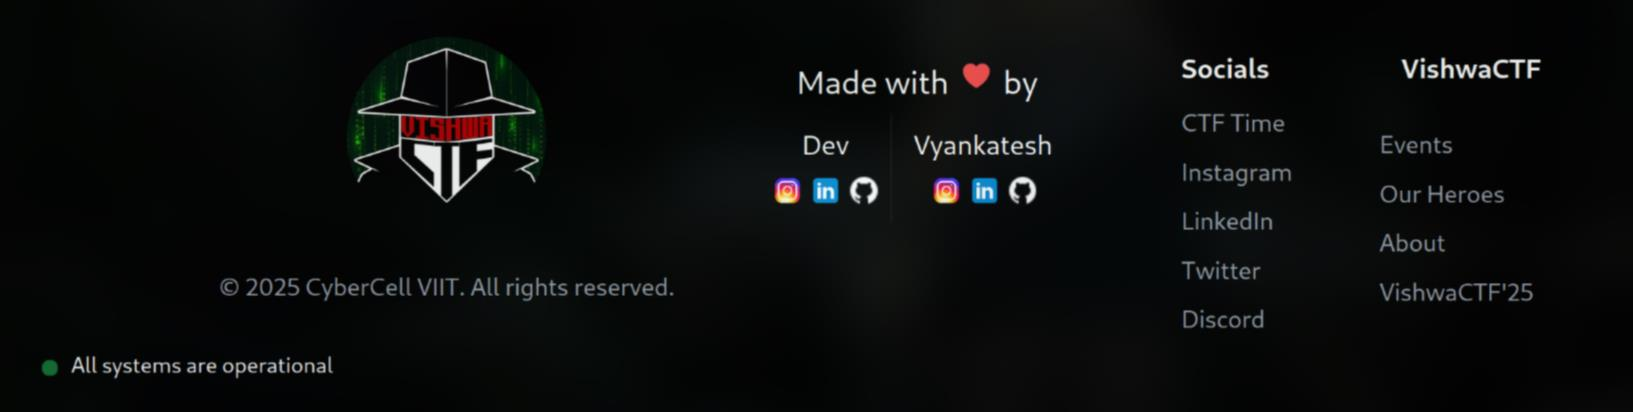 VISHWA
CTF
© 2025 CyberCell VIIT. All rights reserved.
All systems are operational
Made with ❤ by
Dev
in
Vyankatesh
in
Socials
CTF Time
Instagram
LinkedIn
Twitter
Discord
VishwaCTF
Events
Our Heroes
About
VishwaCTF'25